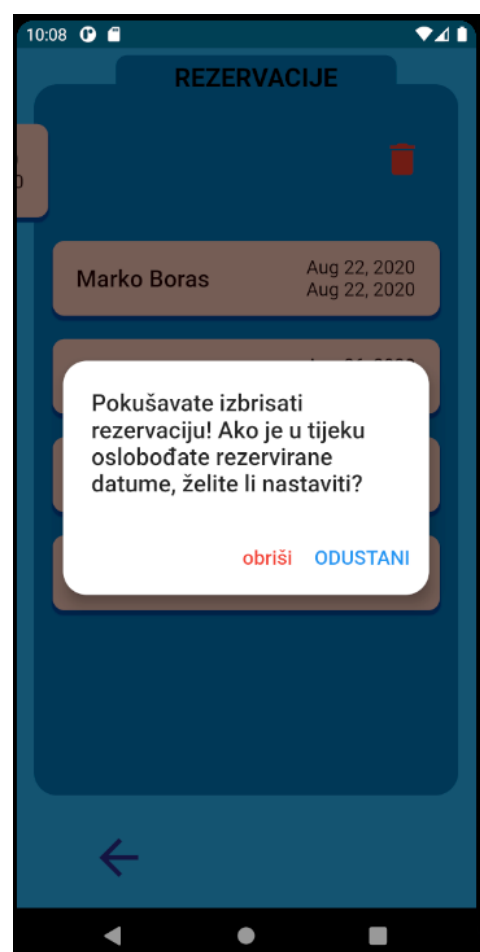 10:08
REZERVACIJE
Marko Boras
Aug 22, 2020
Aug 22, 2020
Pokušavate izbrisati
rezervaciju! Ako je u tijeku
oslobođate rezervirane
datume, želite li nastaviti?
obriši ODUSTANI